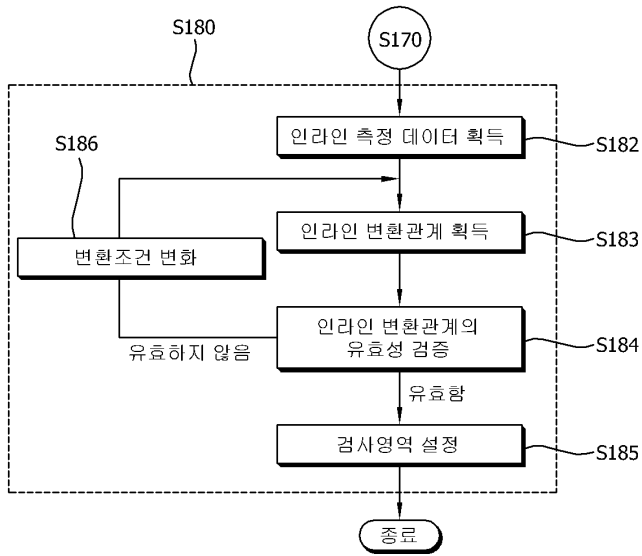 S180
S170
인라인 측정 데이터 획득
S182
S186
인라인 변환관계 획득
S183
변환조건 변화
인라인 변환관계의
유효성 검증
S184
유효하지 않음
유효함
검사영역 설정
S185
종료